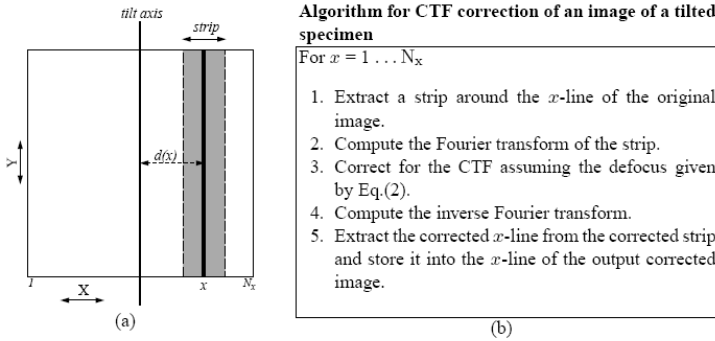 tilt axis
strip
d(x)
Y
1
x
Nx
X
(a)
Algorithm for CTF correction of an image of a tilted
specimen
For x = 1 . . . Nx
1. Extract a strip around the x-line of the original
image.
2. Compute the Fourier transform of the strip.
3. Correct for the CTF assuming the defocus given
by Eq.(2).
4. Compute the inverse Fourier transform.
5. Extract the corrected x-line from the corrected strip
and store it into the x-line of the output corrected
image.
(b)